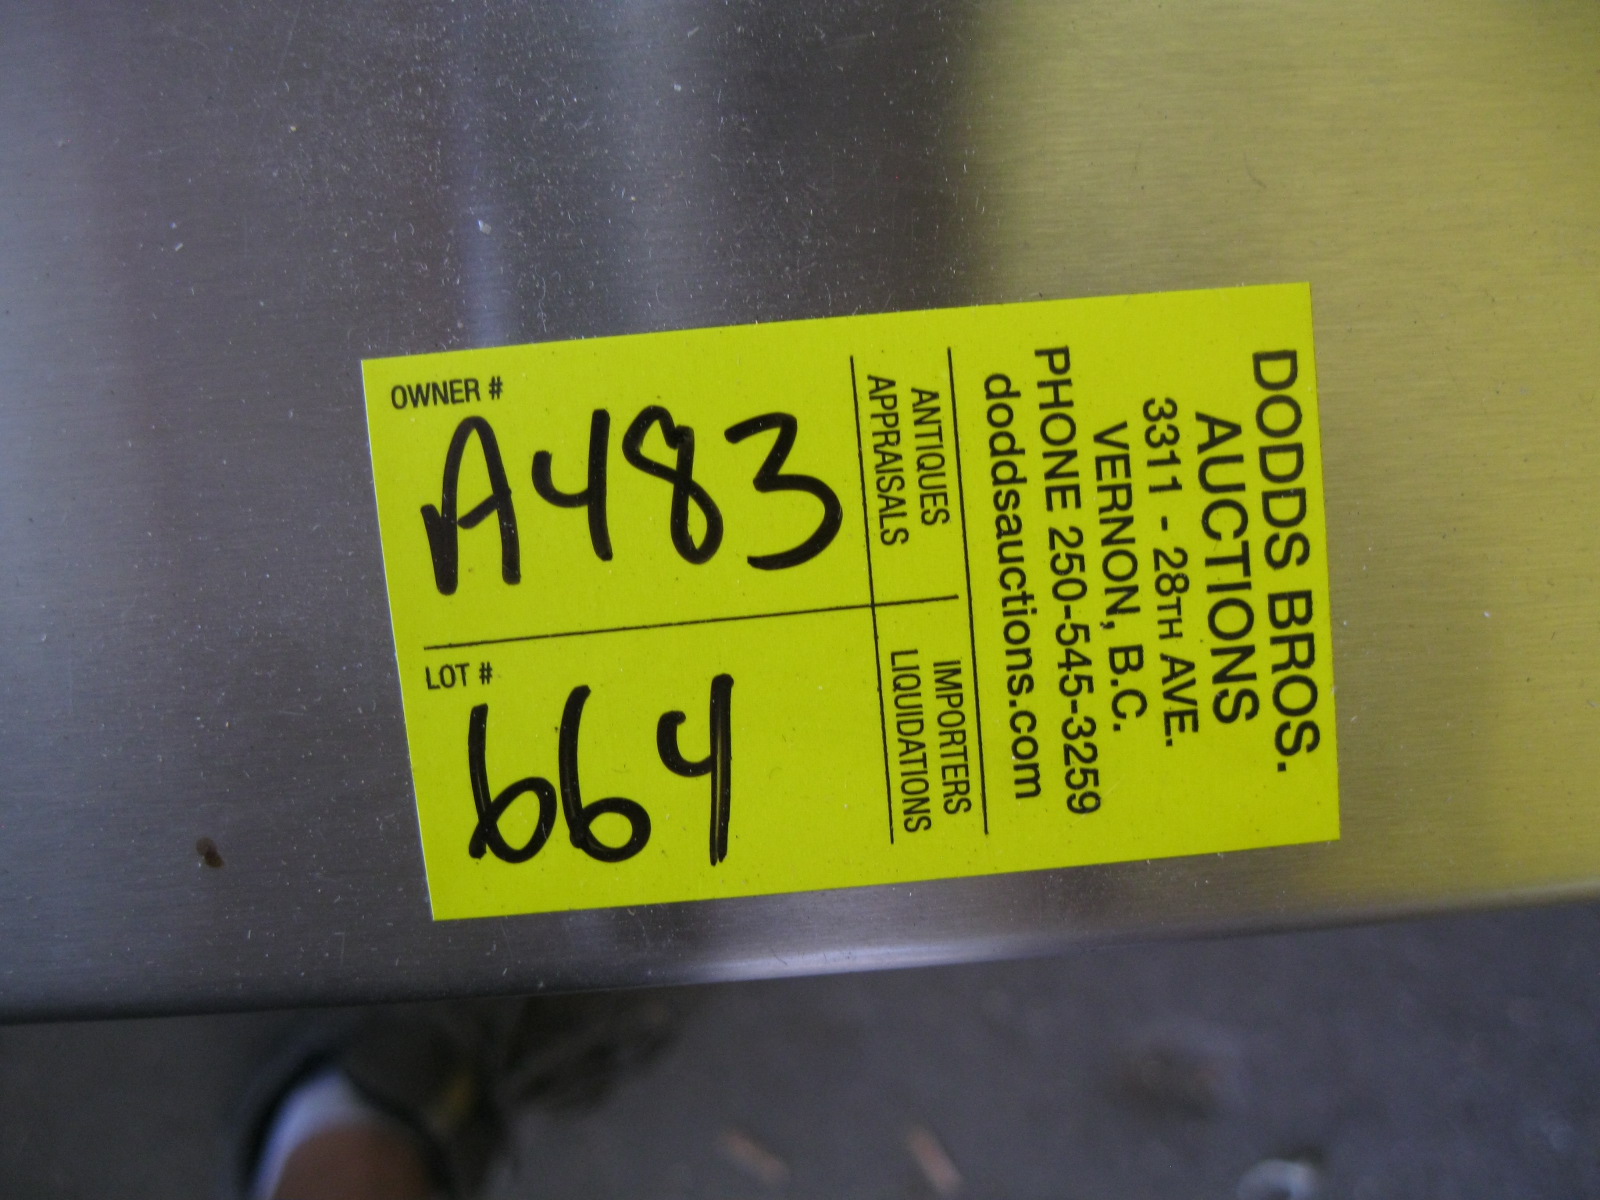 DODDS BROS.
AUCTIONS
3311 - 28TH AVE.
VERNON, B.C.
PHONE 250-545-3259
doddsauctions.com
ANTIQUES
APPRAISALS
IMPORTERS
LIQUIDATIONS
OWNER #
A483
LOT #
664